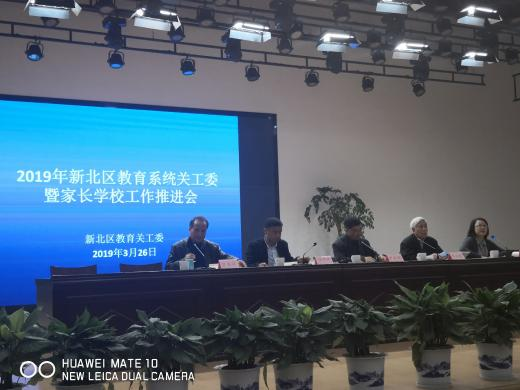 2019年新北区教育系统关工委
暨家长学校工作推进会
新北区教育关工委
2019年3月26日
HUAWEI MATE 10
NEW LEICA DUAL CAMERA